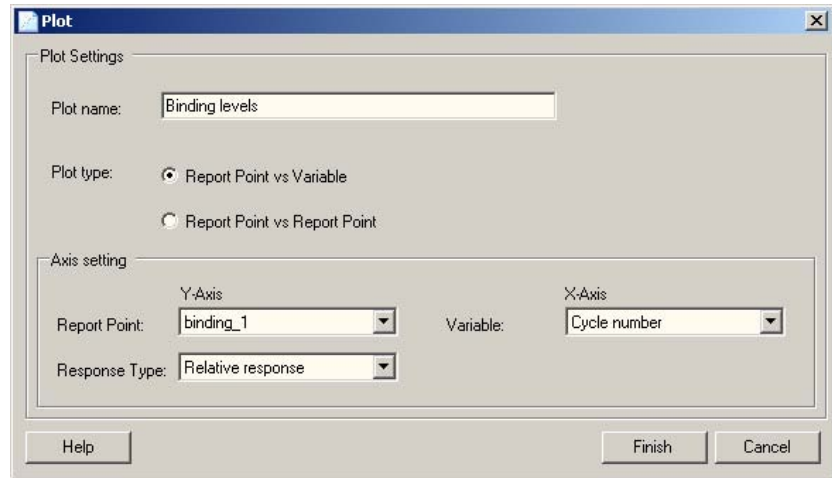 Plot
Plot Settings
Plot name: Binding levels
Plot type: Report Point vs Variable
Report Point vs Report Point
Axis setting
Y-Axis X-Axis
Report Point: binding_1 Variable: Cycle number
Response Type: Relative response
Help Finish Cancel